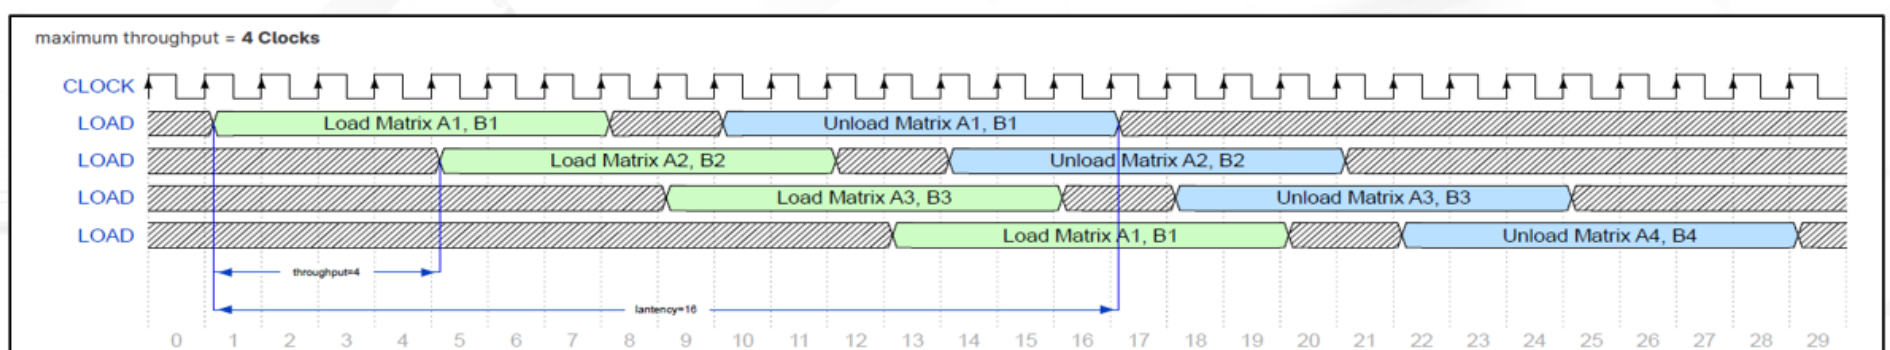 maximum throughput = 4 Clocks
CLOCK
LOAD Load Matrix A1, B1 Unload Matrix A1, B1
LOAD Load Matrix A2, B2 Unload Matrix A2, B2
LOAD Load Matrix A3, B3 Unload Matrix A3, B3
LOAD Load Matrix A1, B1 Unload Matrix A4, B4
throughput=4
lantency=16
0 1 2 3 4 5 6 7 8 9 10 11 12 13 14 15 16 17 18 19 20 21 22 23 24 25 26 27 28 29